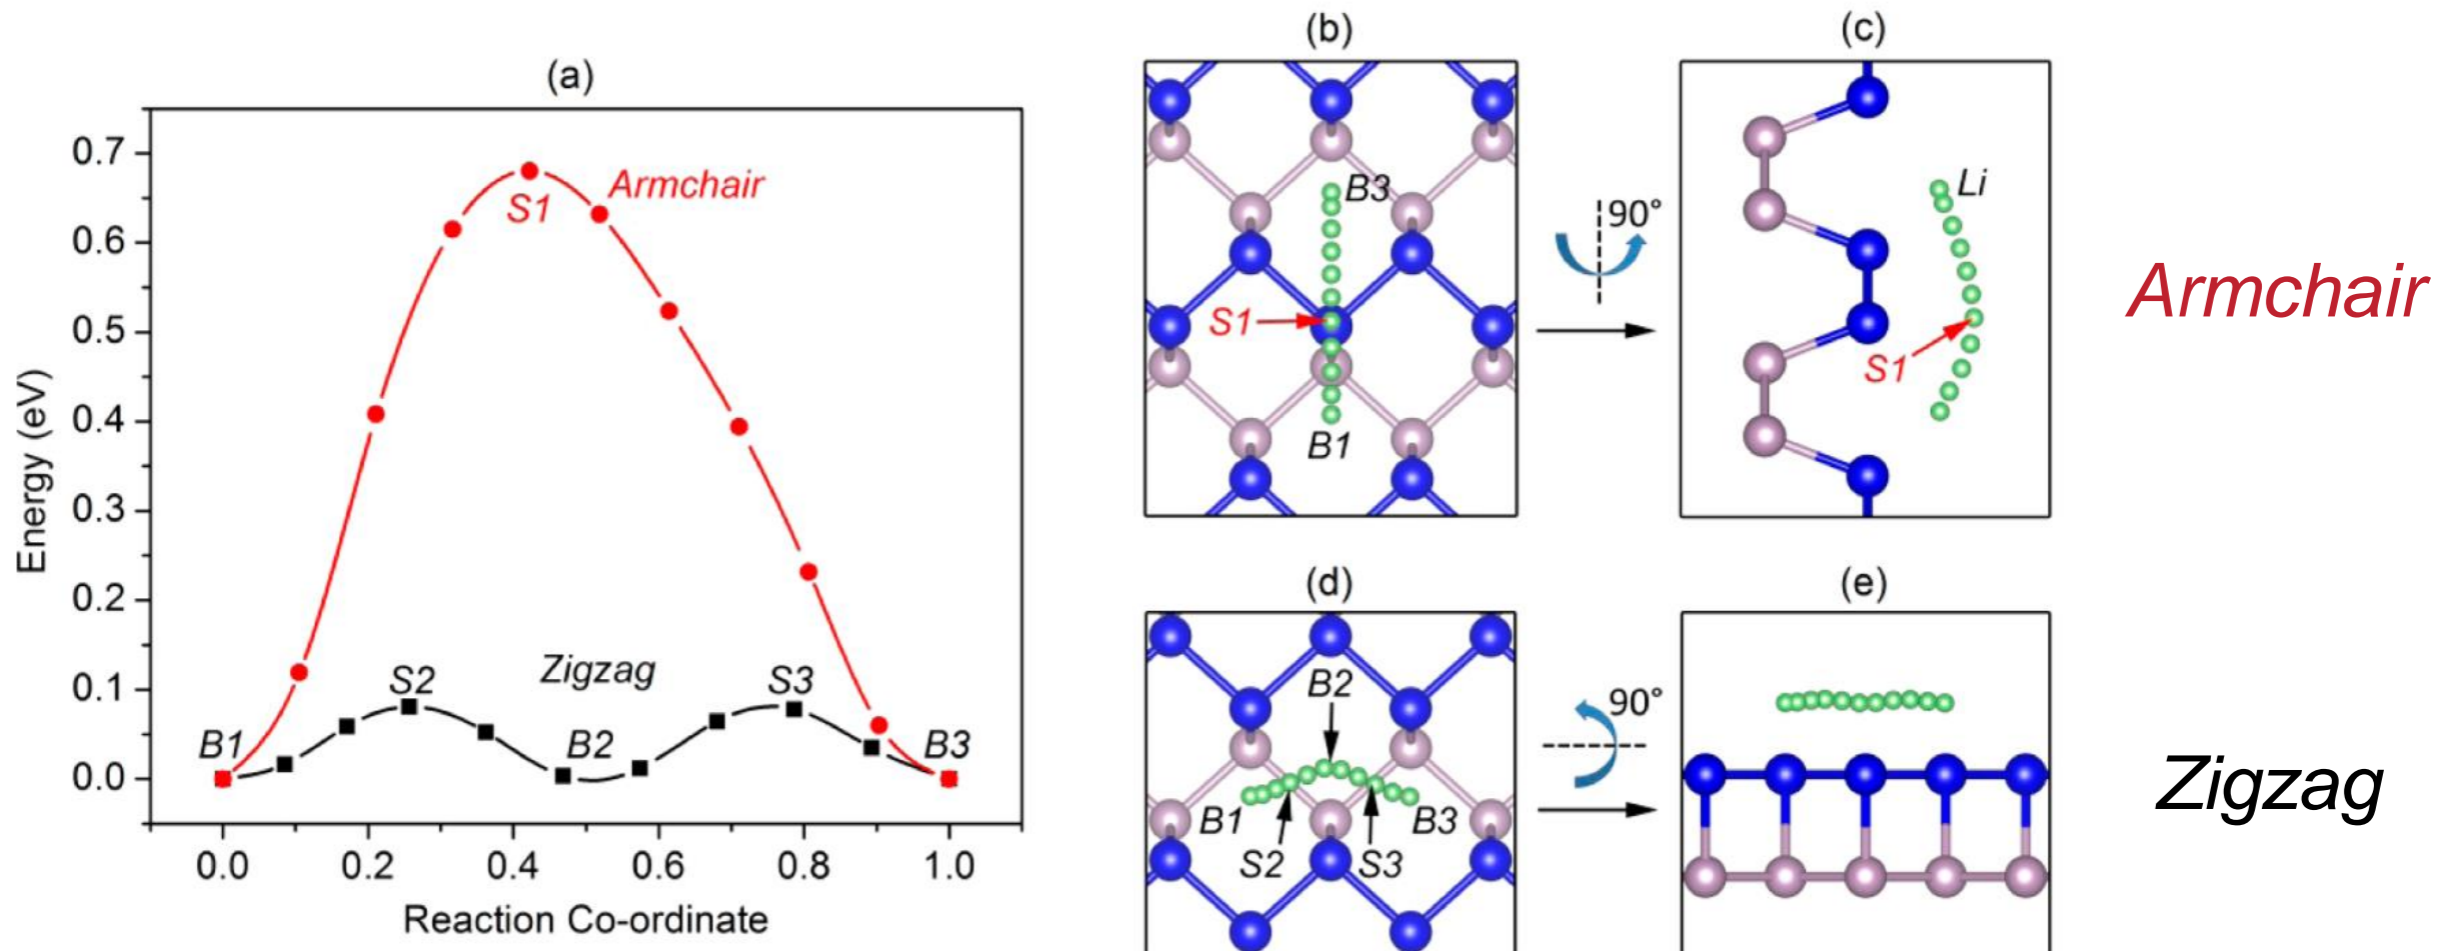 (a)
Energy (eV)
0.7
0.6
0.5
0.4
0.3
0.2
0.1
0.0
0.0 0.2 0.4 0.6 0.8 1.0
Reaction Co-ordinate
Armchair
S1
Zigzag
S2
S3
B1
B2
B3
(b)
B3
S1
B1
90°
(c)
Li
S1
Armchair
(d)
B2
B1
B3
S2
S3
90°
(e)
Zigzag